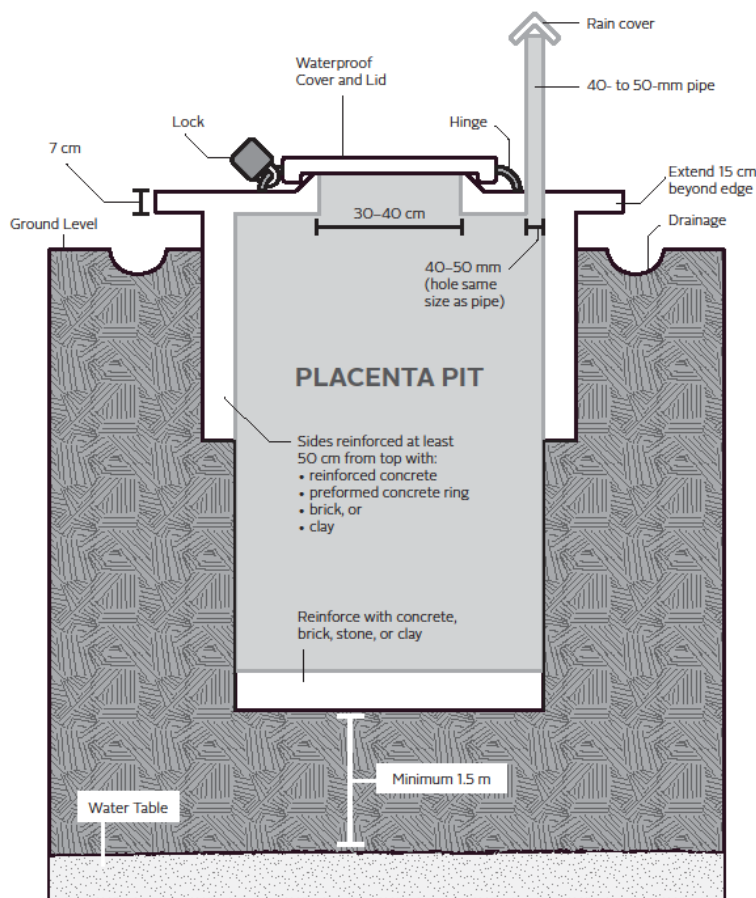 Rain cover
Waterproof
Cover and Lid
40- to 50-mm pipe
Lock
Hinge
7 cm
Extend 15 cm
beyond edge
30–40 cm
Ground Level
Drainage
40–50 mm
(hole same
size as pipe)
PLACENTA PIT
Sides reinforced at least
50 cm from top with:
• reinforced concrete
• preformed concrete ring
• brick, or
• clay
Reinforce with concrete,
brick, stone, or clay
Minimum 1.5 m
Water Table